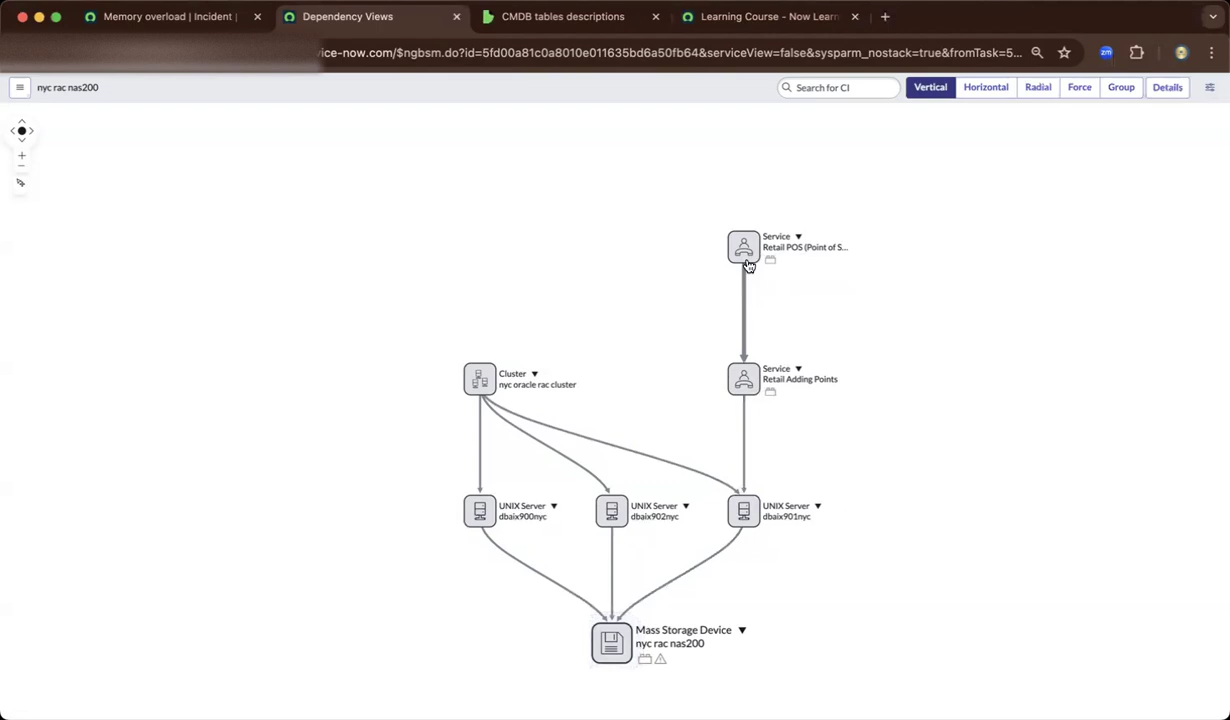 Memory overload | Incident |
Dependency Views
CMDB tables descriptions
Learning Course - Now Learn
ice-now.com/$ngbsm.do?id=5fd00a81c0a8010e011635bd6a50fb64&serviceView=false&sysparm_nostack=true&fromTask=5...
zm
nyc rac nas200
Search for CI
Vertical
Horizontal
Radial
Force
Group
Details
Service
Retail POS (Point of S...
Cluster
nyc oracle rac cluster
Service
Retail Adding Points
UNIX Server
dbaix900nyc
UNIX Server
dbaix902nyc
UNIX Server
dbaix901nyc
Mass Storage Device
nyc rac nas200